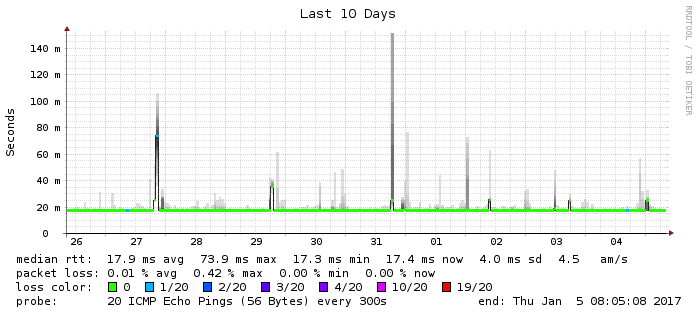 Last 10 Days
RRDTOOL / TOBI OETIKER
Seconds
140 m
120 m
100 m
80 m
60 m
40 m
20 m
0
26 27 28 29 30 31 01 02 03 04
median rtt: 17.9 ms avg 73.9 ms max 17.3 ms min 17.4 ms now 4.0 ms sd 4.5 am/s
packet loss: 0.01 % avg 0.42 % max 0.00 % min 0.00 % now
loss color: 0 1/20 2/20 3/20 4/20 10/20 19/20
probe: 20 ICMP Echo Pings (56 Bytes) every 300s end: Thu Jan 5 08:05:08 2017